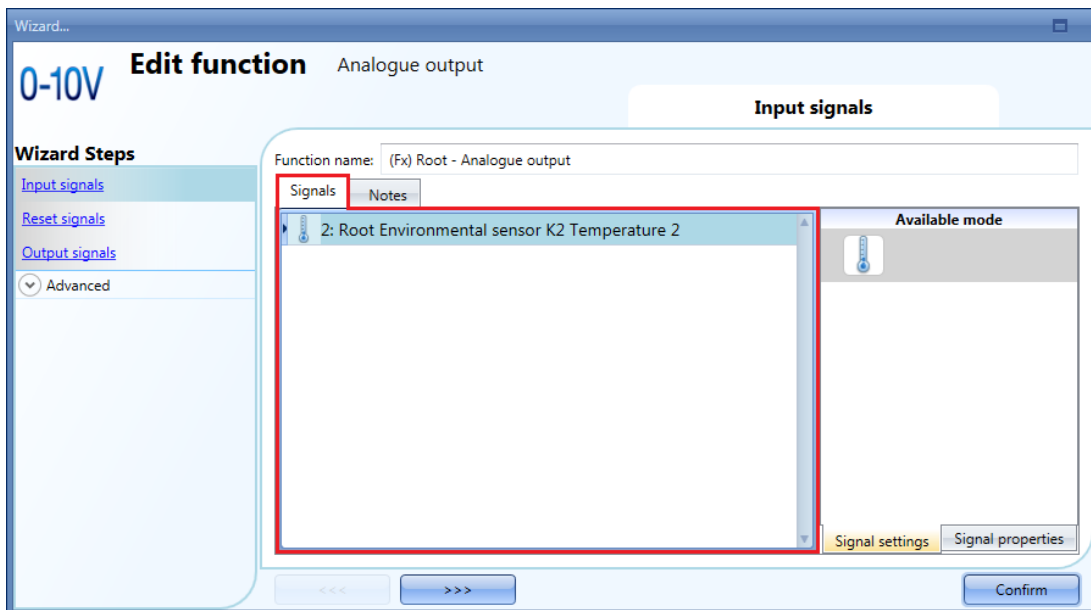 Wizard...
0-10V
Edit function Analogue output
Input signals
Wizard Steps
Input signals
Reset signals
Output signals
Advanced
Function name: (Fx) Root - Analogue output
Signals Notes
2: Root Environmental sensor K2 Temperature 2
Available mode
Signal settings Signal properties
<<< >>> Confirm